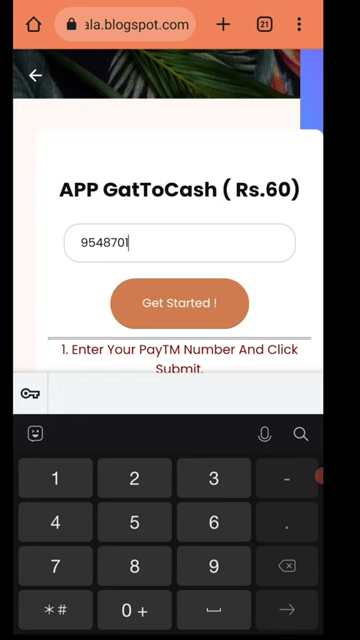 ala.blogspot.com
21
APP GatToCash ( Rs.60)
9548701
Get Started !
1. Enter Your PayTM Number And Click
Submit.
1 2 3 -
4 5 6 .
7 8 9
*# 0 +